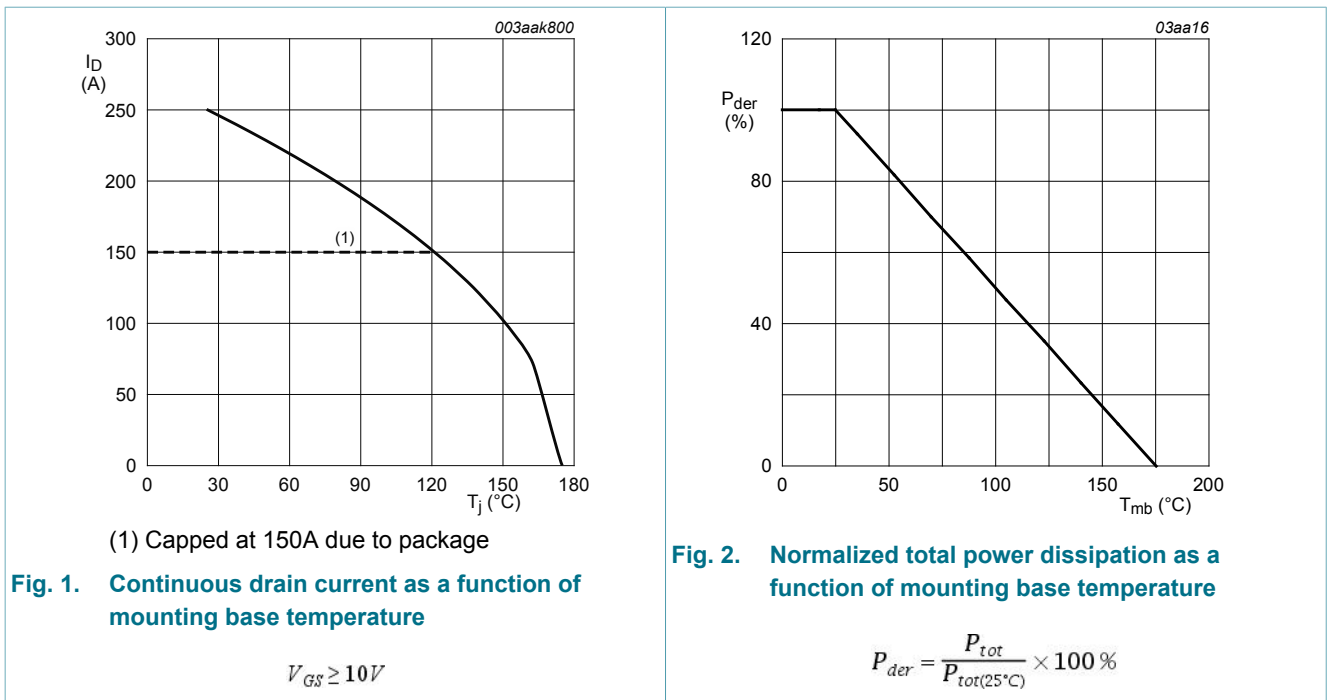 003aak800
300
I_D
(A)
250
200
(1)
150
100
50
0
0 30 60 90 120 150 180
T_j (°C)
(1) Capped at 150A due to package
Fig. 1. Continuous drain current as a function of
mounting base temperature
V_GS ≥ 10V
03aa16
120
P_der
(%)
80
40
0
0 50 100 150 200
T_mb (°C)
Fig. 2. Normalized total power dissipation as a
function of mounting base temperature
P_der = P_tot / P_tot(25°C) × 100 %